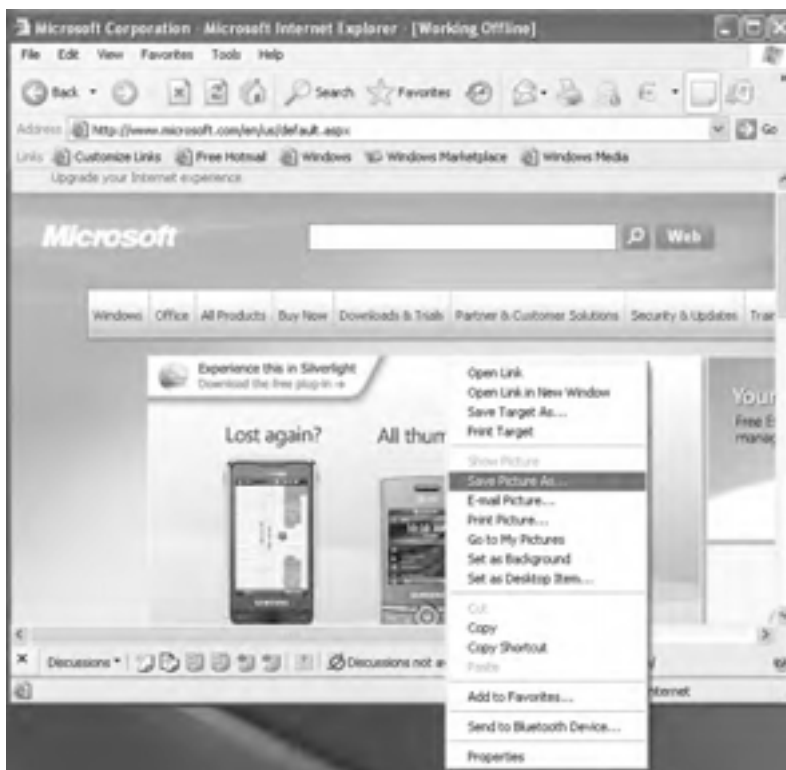 Microsoft Corporation - Microsoft Internet Explorer - [Working Offline]
File Edit View Favorites Tools Help
Back Search Favorites
Address http://www.microsoft.com/en/us/default.aspx Go
Links Customize Links Free Hotmail Windows Windows Marketplace Windows Media
Upgrade your Internet experience
Microsoft Web
Windows Office All Products Buy Now Downloads & Trials Partner & Customer Solutions Security & Updates Trai
Experience this in Silverlight
Download the free plug-in
Lost again? All thum
Your
Free E
manag
Open Link
Open Link in New Window
Save Target As...
Print Target
Show Picture
Save Picture As...
E-mail Picture...
Print Picture...
Go to My Pictures
Set as Background
Set as Desktop Item...
Cut
Copy
Copy Shortcut
Paste
Add to Favorites...
Send to Bluetooth Device...
Properties
Discussions Discussions not a
nternet